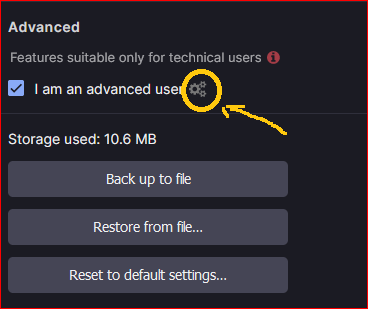 Advanced
Features suitable only for technical users
I am an advanced user
Storage used: 10.6 MB
Back up to file
Restore from file...
Reset to default settings...